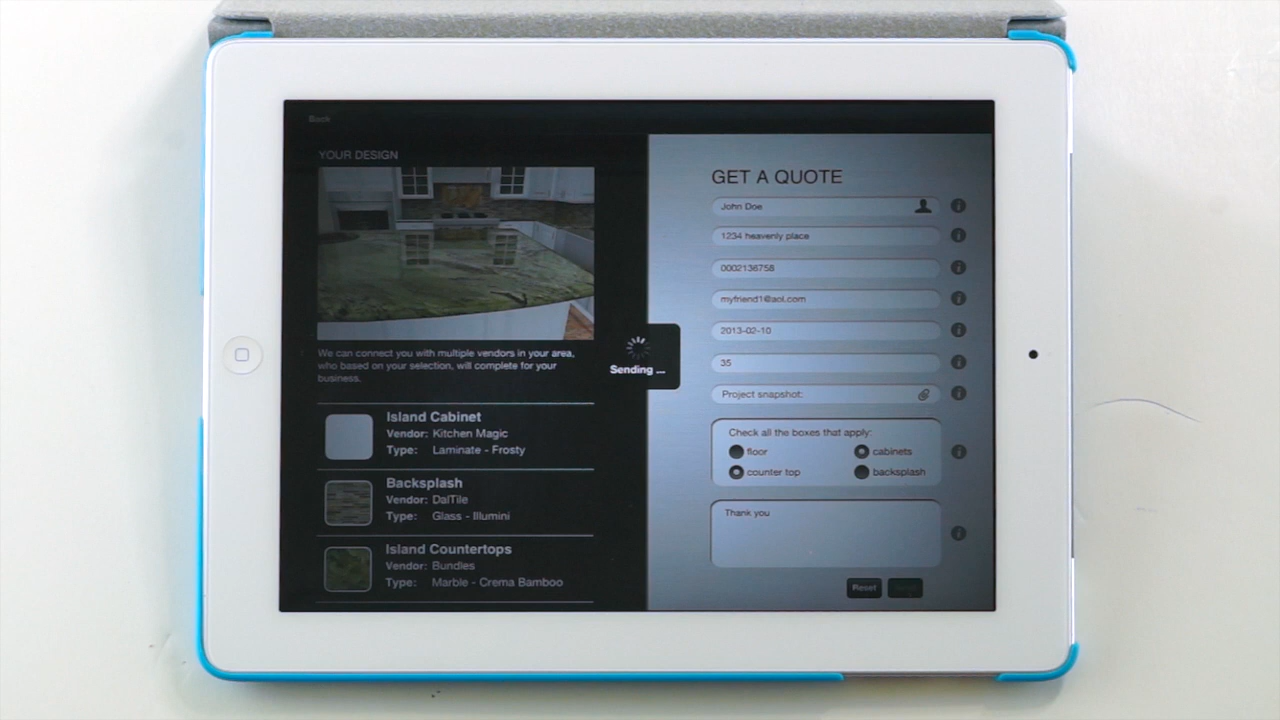 Back
YOUR DESIGN
We can connect you with multiple vendors in your area,
who based on your selection, will complete for your
business.
Island Cabinet
Vendor: Kitchen Magic
Type: Laminate - Frosty
Backsplash
Vendor: DalTile
Type: Glass - Illumini
Island Countertops
Vendor: Bundles
Type: Marble - Crema Bamboo
Sending ...
GET A QUOTE
John Doe
1234 heavenly place
0002136758
myfriend1@aol.com
2013-02-10
35
Project snapshot:
Check all the boxes that apply:
floor cabinets
counter top backsplash
Thank you
Reset